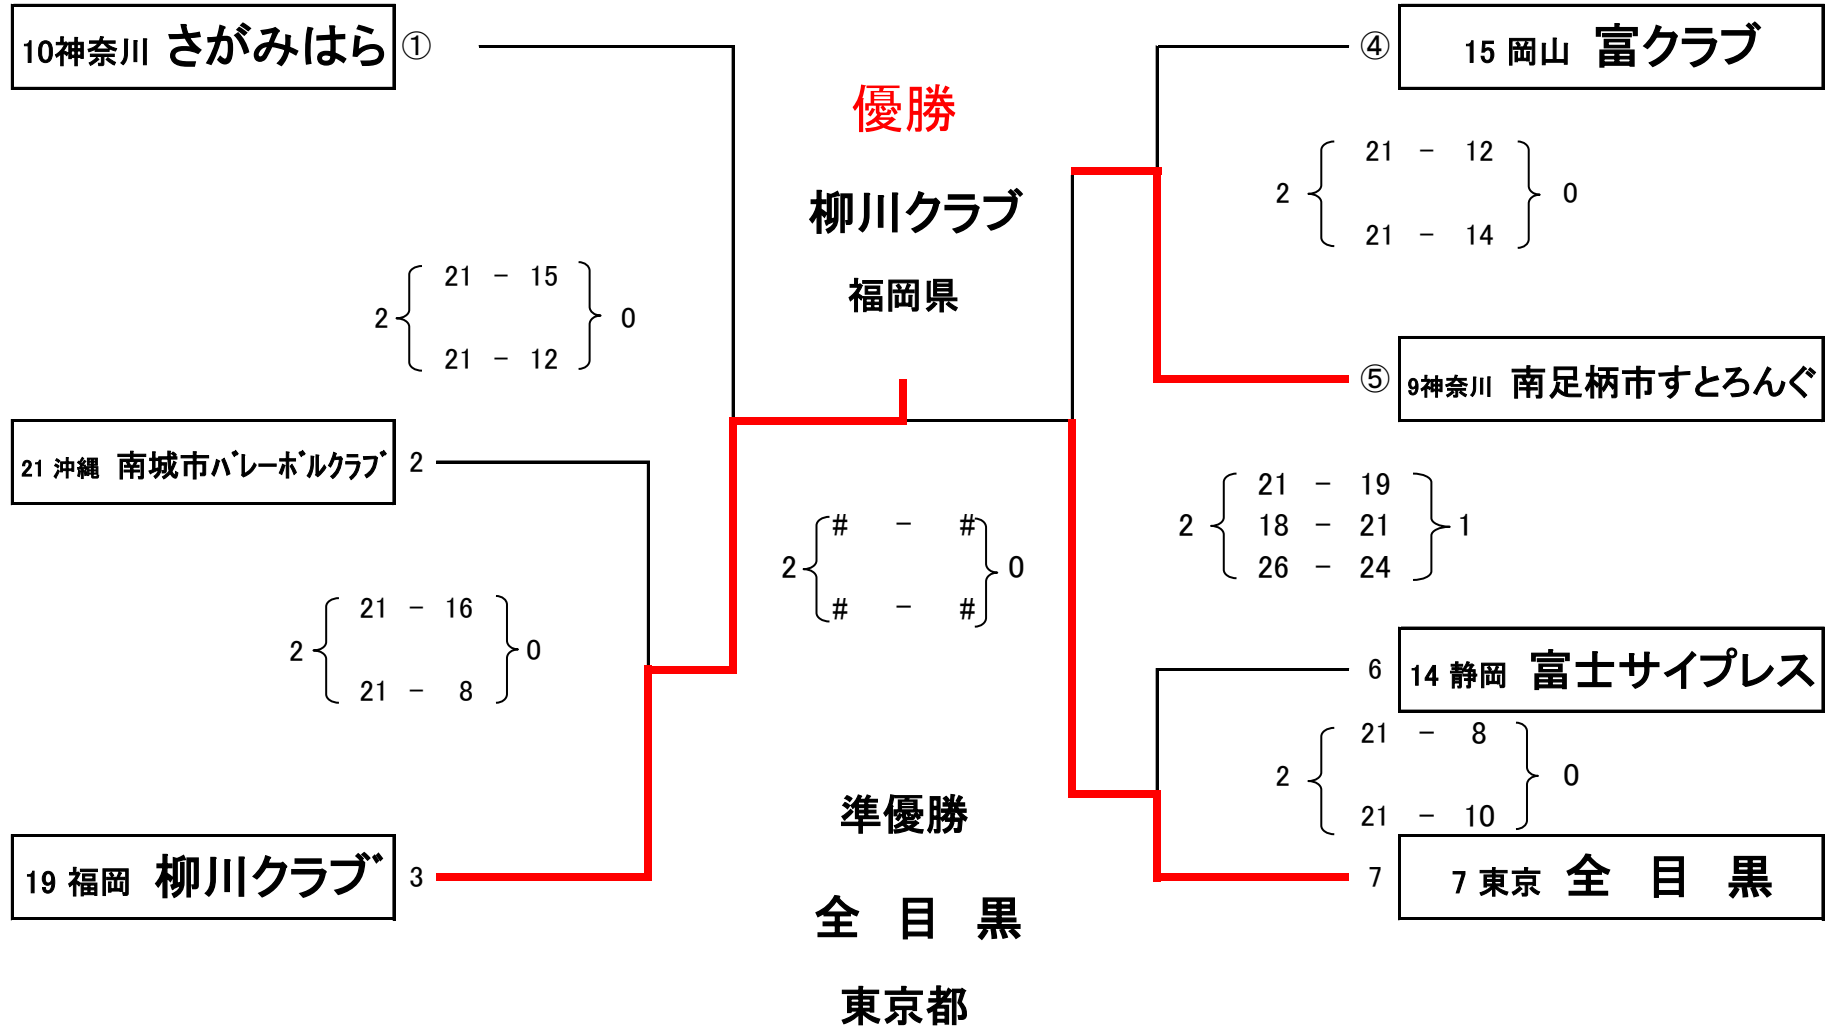 10神奈川 さがみはら ①
④ 15 岡山 富クラブ
優勝
柳川クラブ
福岡県
21 - 12
2 0
21 - 14
21 - 15
2 0
21 - 12
⑤ 9神奈川 南足柄市すとろんぐ
21 沖縄 南城市バレーボルクラブ 2
21 - 19
2 18 - 21 1
26 - 24
# - #
2 0
# - #
21 - 16
2 0
21 - 8
6 14 静岡 富士サイプレス
21 - 8
2 0
21 - 10
準優勝
19 福岡 柳川クラブ 3
7 7 東京 全 目 黒
全 目 黒
東京都